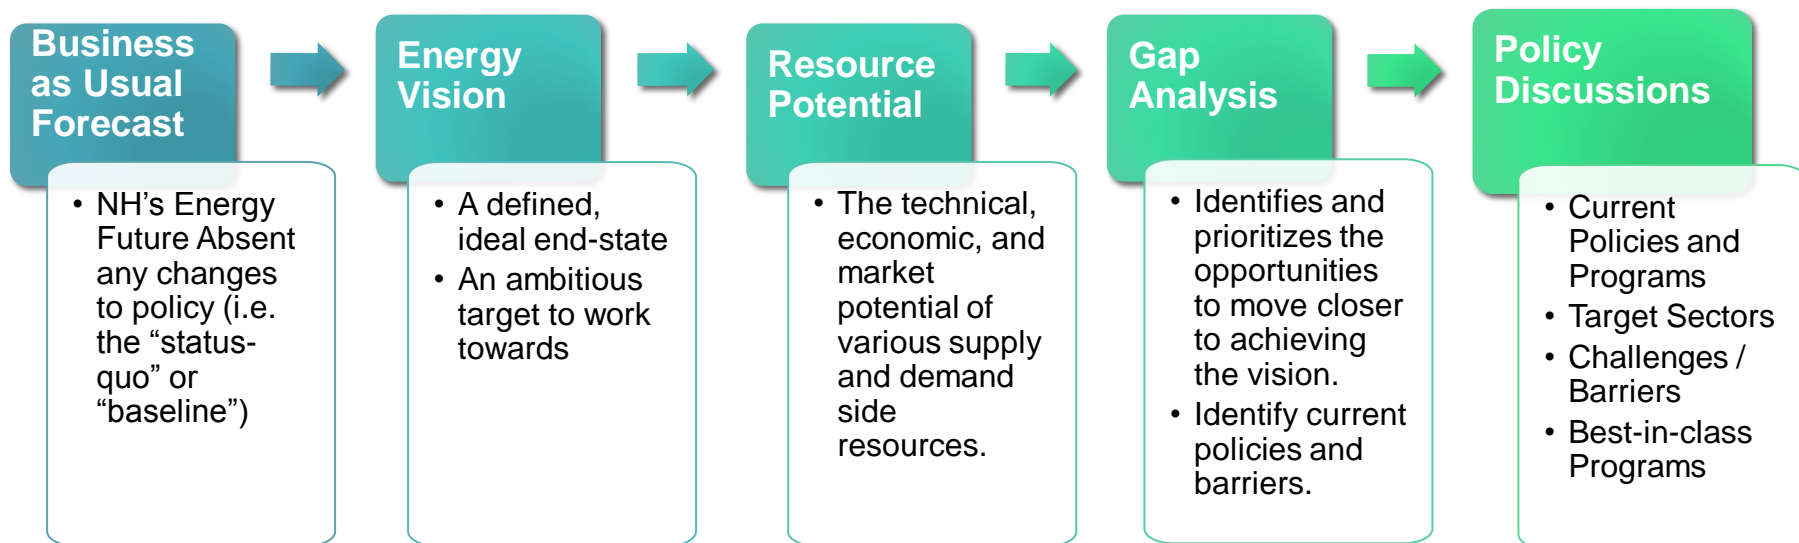 Business
as Usual
Forecast
• NH’s Energy
Future Absent
any changes
to policy (i.e.
the “status-
quo” or
“baseline”)
Energy
Vision
• A defined,
ideal end-state
• An ambitious
target to work
towards
Resource
Potential
• The technical,
economic, and
market
potential of
various supply
and demand
side
resources.
Gap
Analysis
• Identifies and
prioritizes the
opportunities
to move closer
to achieving
the vision.
• Identify current
policies and
barriers.
Policy
Discussions
• Current
Policies and
Programs
• Target Sectors
• Challenges /
Barriers
• Best-in-class
Programs